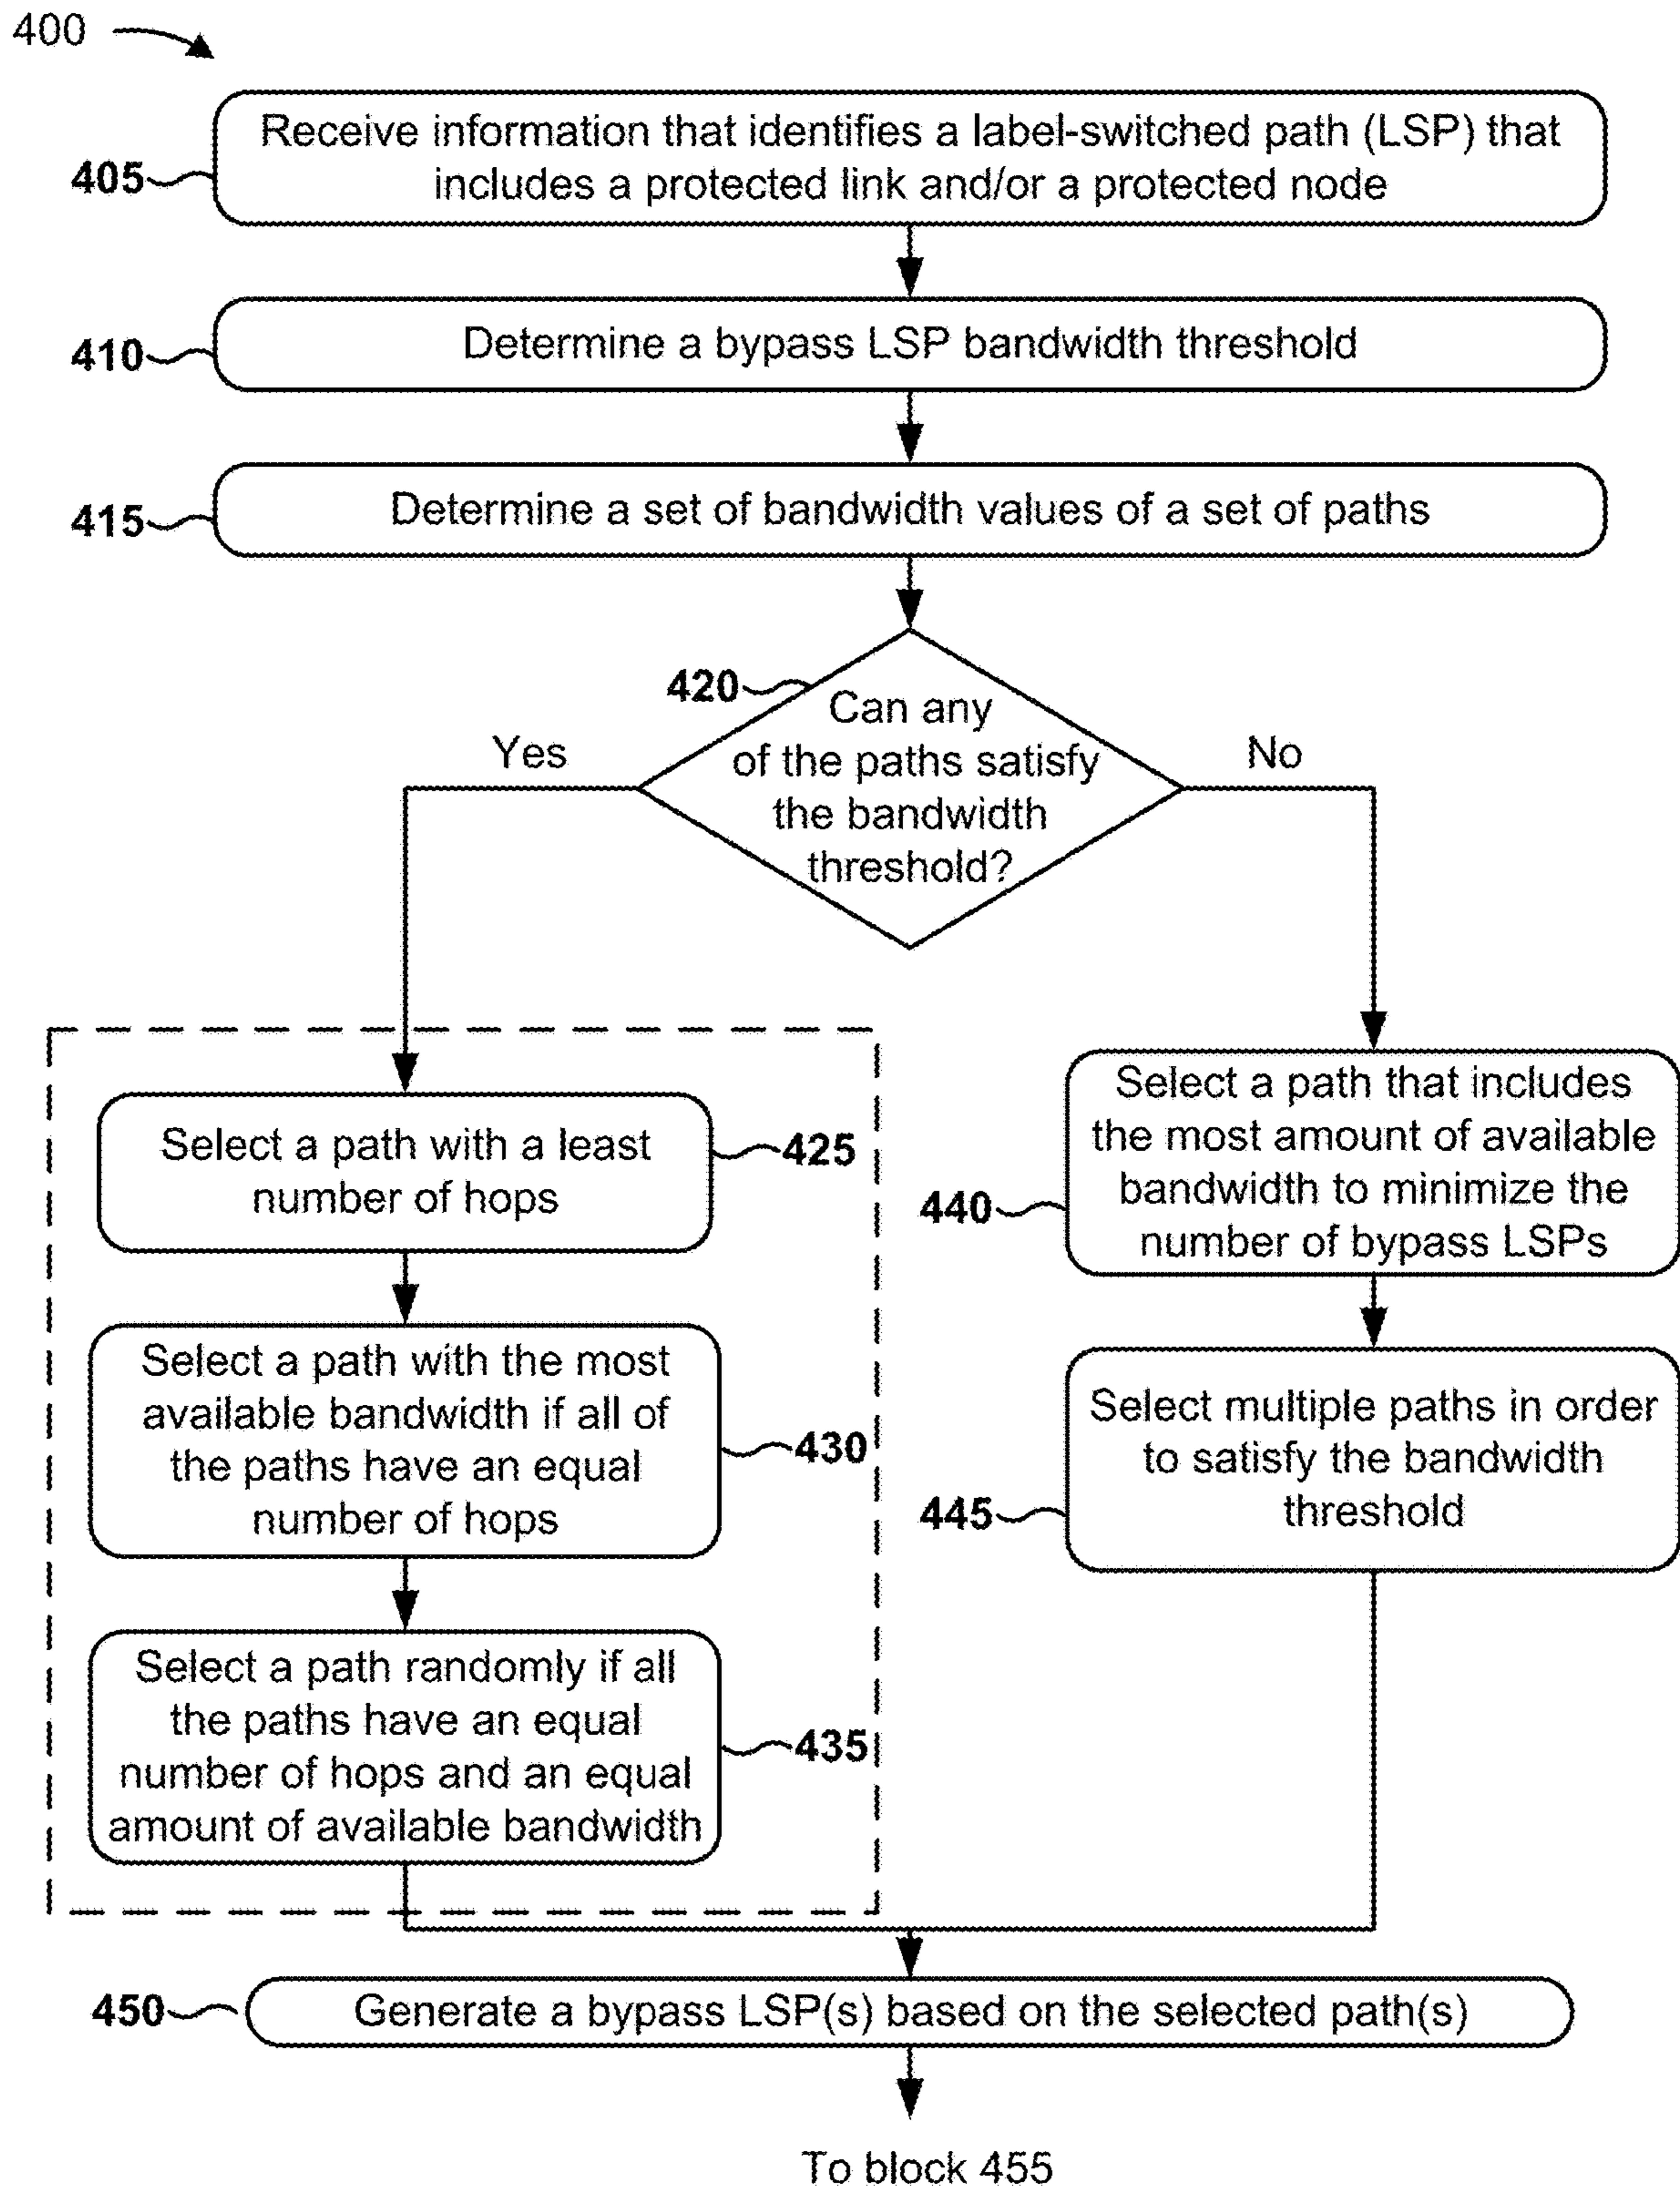 400
Receive information that identifies a label-switched path (LSP) that
includes a protected link and/or a protected node
405
Determine a bypass LSP bandwidth threshold
410
Determine a set of bandwidth values of a set of paths
415
420
Can any
of the paths satisfy
the bandwidth
threshold?
Yes
No
Select a path with a least
number of hops
425
Select a path with the most
available bandwidth if all of
the paths have an equal
number of hops
430
Select a path randomly if all
the paths have an equal
number of hops and an equal
amount of available bandwidth
435
Select a path that includes
the most amount of available
bandwidth to minimize the
number of bypass LSPs
440
Select multiple paths in order
to satisfy the bandwidth
threshold
445
450
Generate a bypass LSP(s) based on the selected path(s)
To block 455